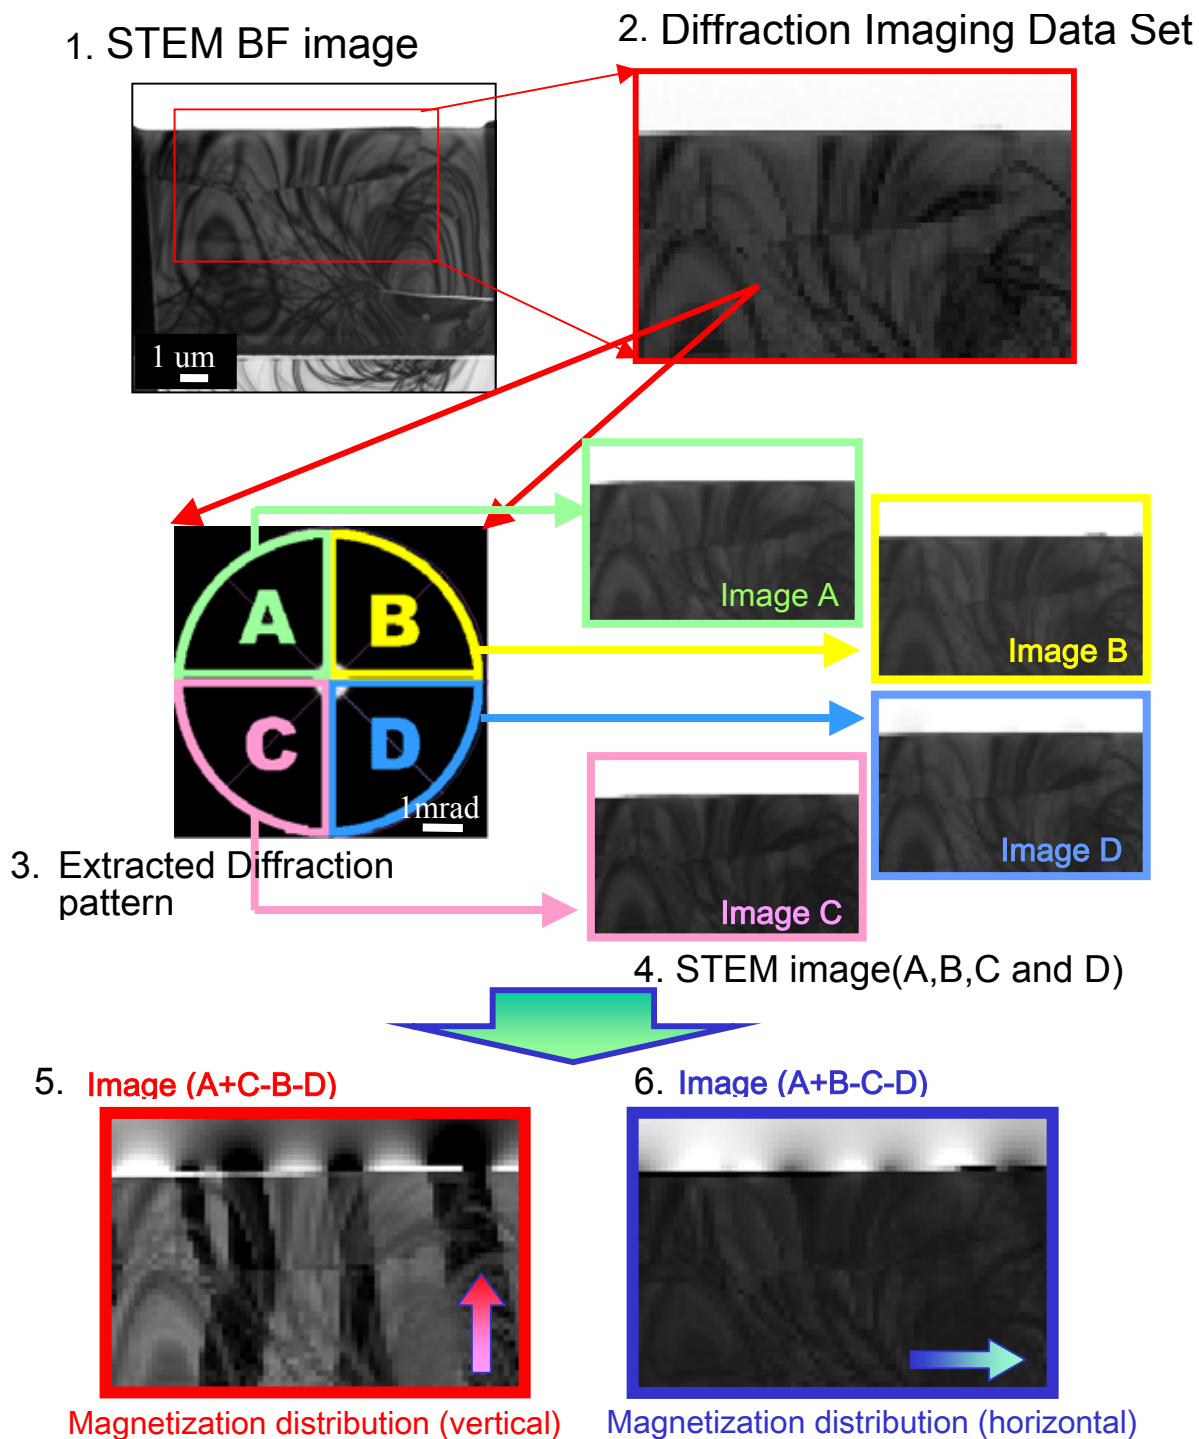 1. STEM BF image
2. Diffraction Imaging Data Set
1 um
A
B
C
D
1mrad
Image A
Image B
Image D
Image C
3. Extracted Diffraction
pattern
4. STEM image(A,B,C and D)
5. Image (A+C-B-D)
6. Image (A+B-C-D)
Magnetization distribution (vertical)
Magnetization distribution (horizontal)